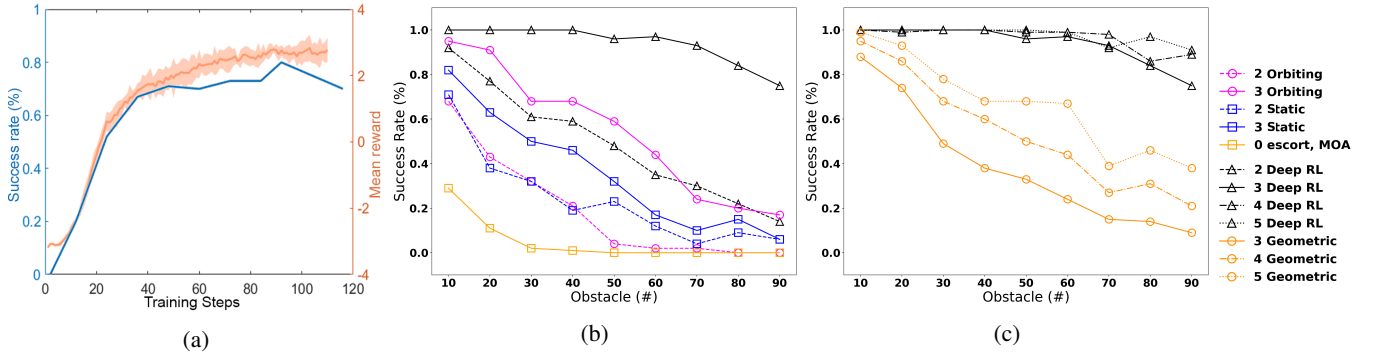 1
0.8
0.6
0.4
0.2
0
Success rate (%)
4
2
0
-2
-4
Mean reward
0 20 40 60 80 100 120
Training Steps
(a)
1.0
0.8
0.6
0.4
0.2
0.0
Success Rate (%)
10 20 30 40 50 60 70 80 90
Obstacle (#)
(b)
1.0
0.8
0.6
0.4
0.2
0.0
Success Rate (%)
10 20 30 40 50 60 70 80 90
Obstacle (#)
(c)
2 Orbiting
3 Orbiting
2 Static
3 Static
0 escort, MOA
2 Deep RL
3 Deep RL
4 Deep RL
5 Deep RL
3 Geometric
4 Geometric
5 Geometric